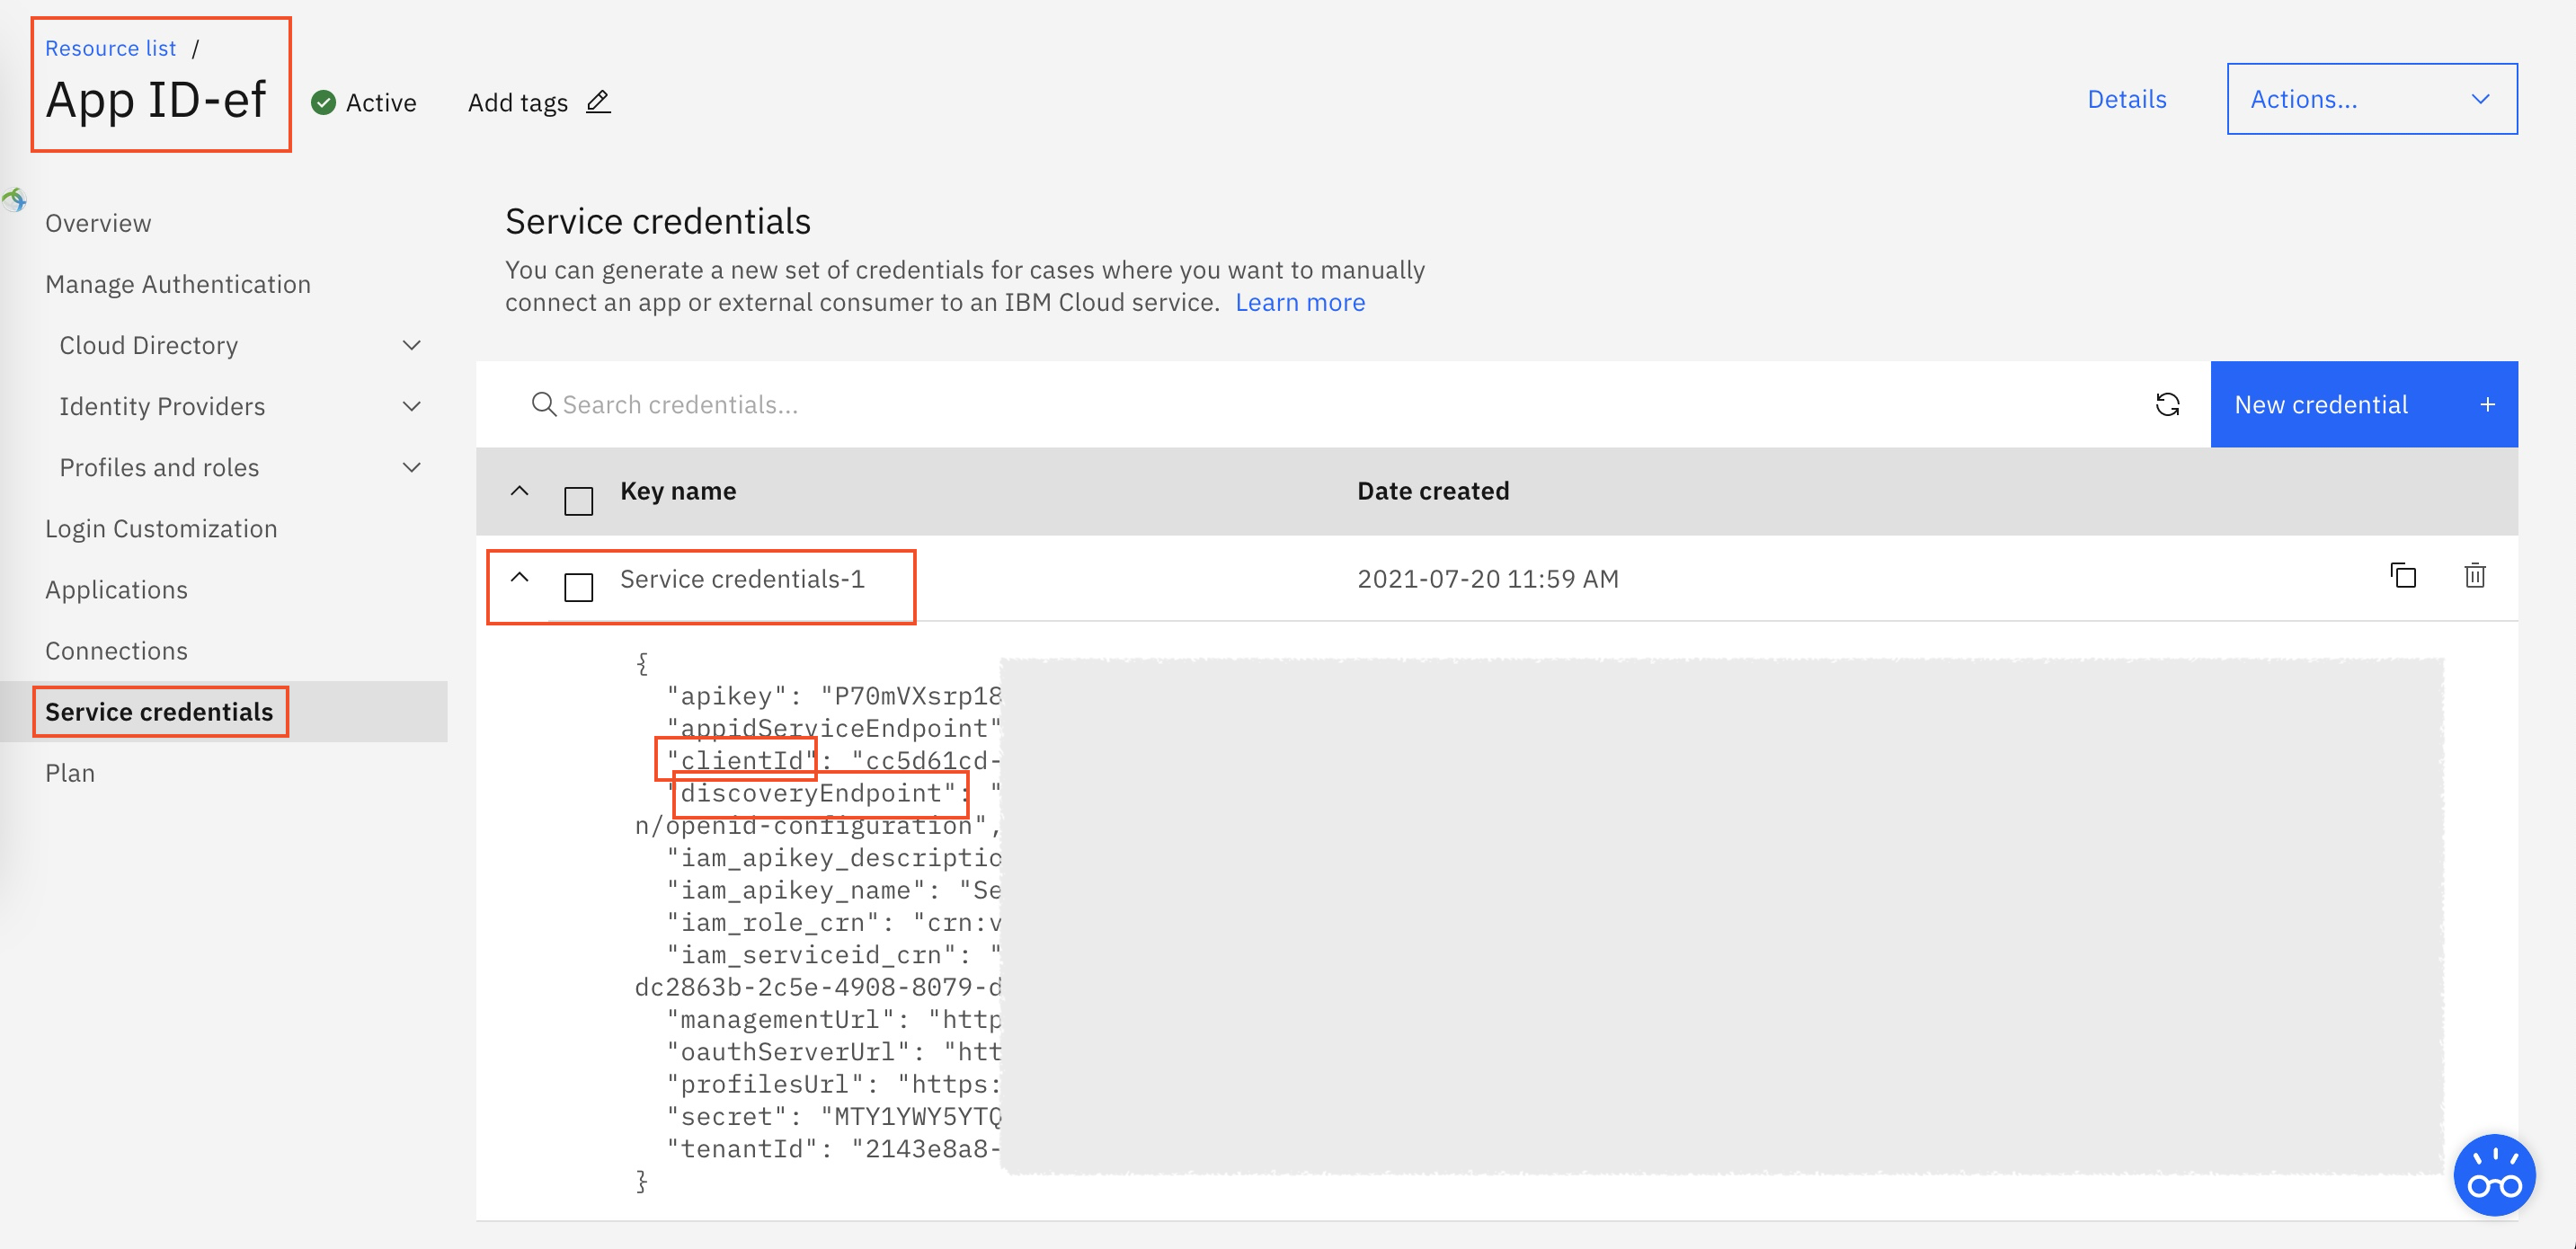 Resource list /
App ID-ef
Active
Add tags
Details
Actions...
Overview
Manage Authentication
Cloud Directory
Identity Providers
Profiles and roles
Login Customization
Applications
Connections
Service credentials
Plan
Service credentials
You can generate a new set of credentials for cases where you want to manually
connect an app or external consumer to an IBM Cloud service. Learn more
Search credentials...
New credential +
Key name Date created
Service credentials-1 2021-07-20 11:59 AM
{
"apikey": "P70mVXsrp18
"appidServiceEndpoint"
"clientId": "cc5d61cd-
"discoveryEndpoint": "
n/openid-configuration",
"iam_apikey_descriptio
"iam_apikey_name": "Se
"iam_role_crn": "crn:v
"iam_serviceid_crn": "
dc2863b-2c5e-4908-8079-d
"managementUrl": "http
"oauthServerUrl": "htt
"profilesUrl": "https:
"secret": "MTY1YWY5YTQ
"tenantId": "2143e8a8-
}